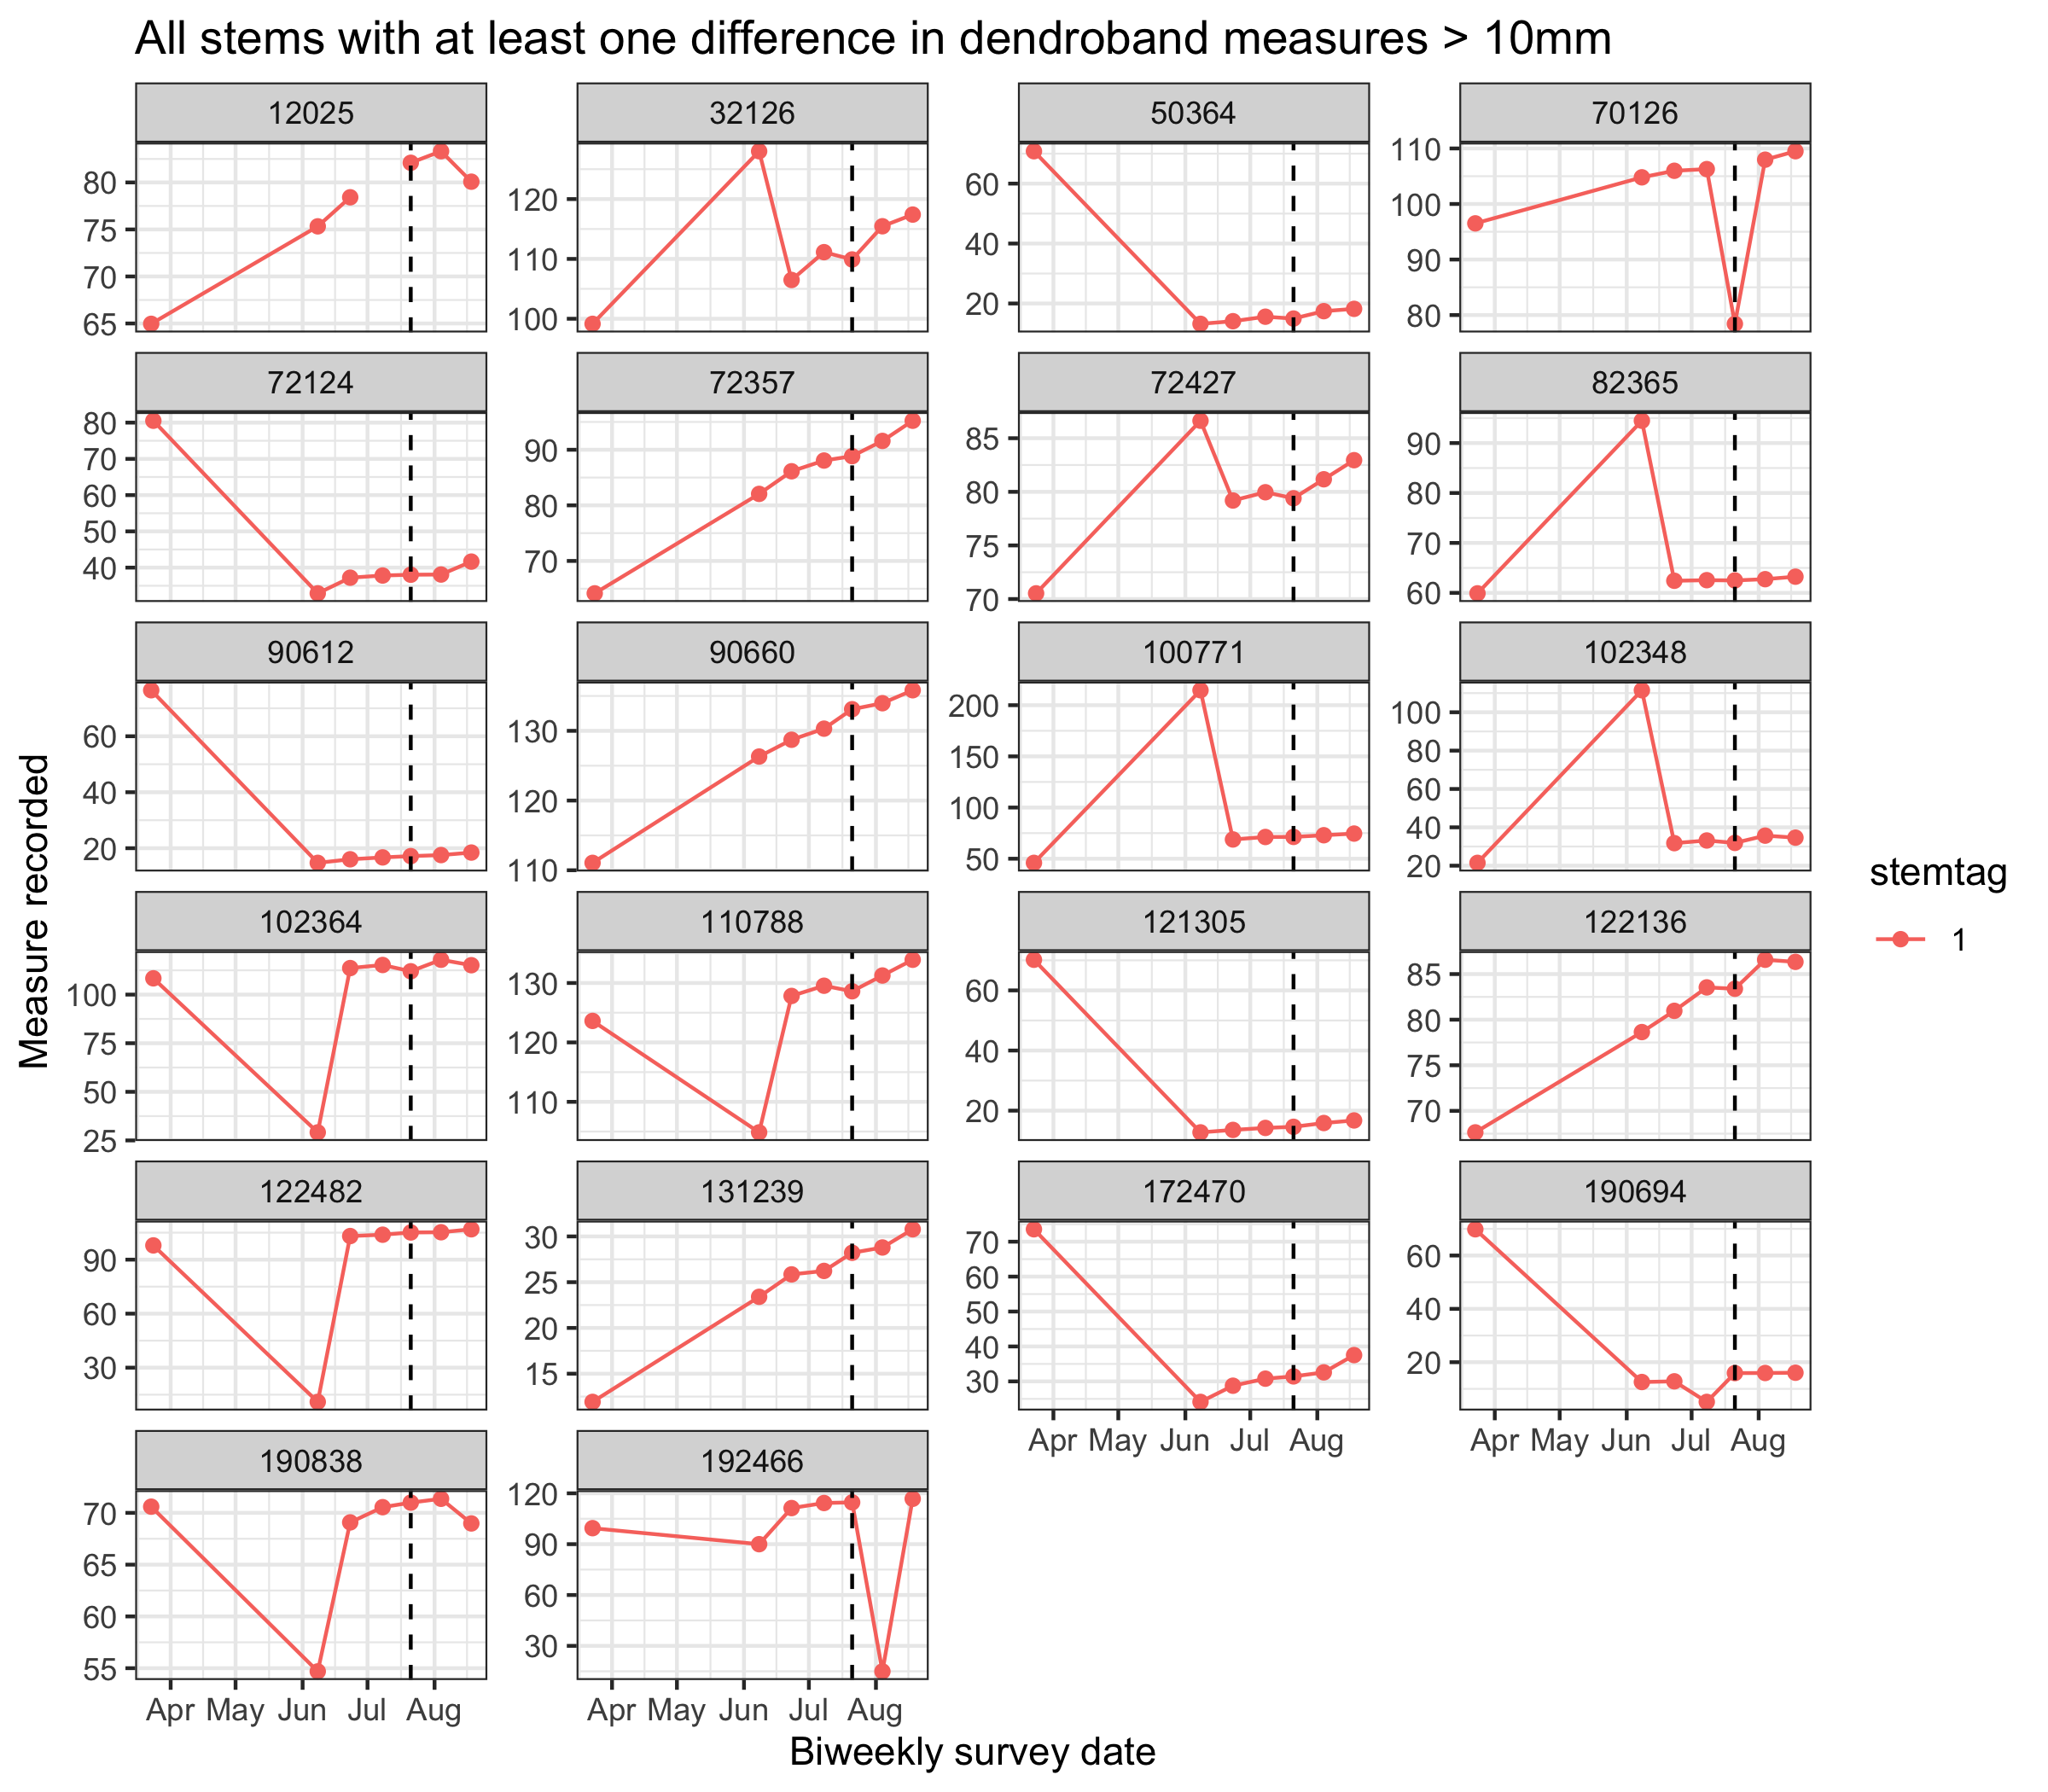 All stems with at least one difference in dendroband measures > 10mm
12025 32126 50364 70126
80 75 70 65
120 110 100
60 40 20
110 100 90 80
72124 72357 72427 82365
80 70 60 50 40
90 80 70
85 80 75 70
90 80 70 60
90612 90660 100771 102348
60 40 20
130 120 110
200 150 100 50
100 80 60 40 20
102364 110788 121305 122136
100 75 50 25
130 120 110
60 40 20
85 80 75 70
122482 131239 172470 190694
90 60 30
30 25 20 15
70 60 50 40 30
60 40 20
Apr May Jun Jul Aug
Apr May Jun Jul Aug
190838 192466
70 65 60 55
120 90 60 30
Apr May Jun Jul Aug
Apr May Jun Jul Aug
Measure recorded
Biweekly survey date
stemtag
1